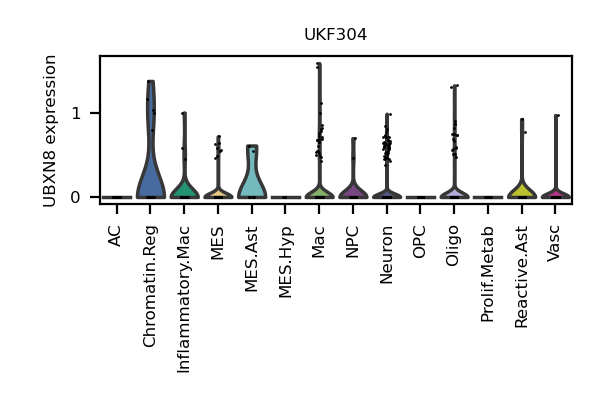 UKF304
UBXN8 expression
1
0
AC
Chromatin.Reg
Inflammatory.Mac
MES
MES.Ast
MES.Hyp
Mac
NPC
Neuron
OPC
Oligo
Prolif.Metab
Reactive.Ast
Vasc